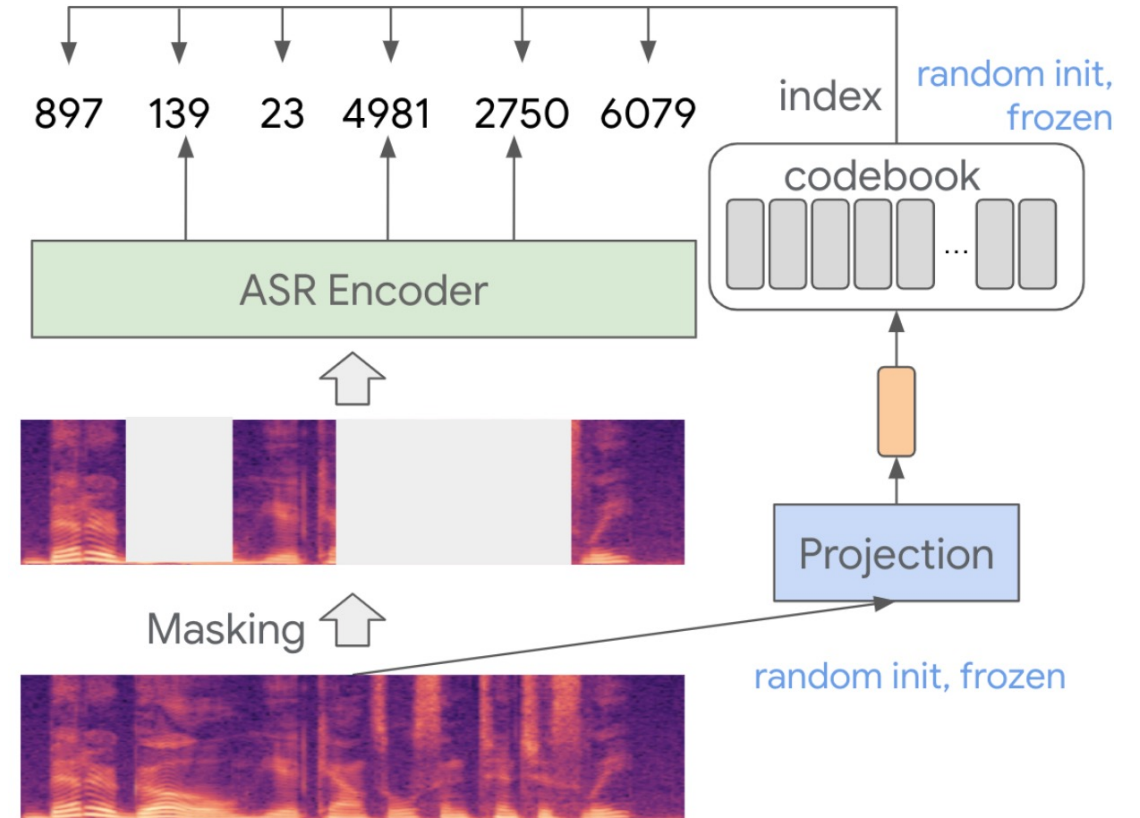 897 139 23 4981 2750 6079
index
random init,
frozen
codebook
...
ASR Encoder
Projection
Masking
random init, frozen